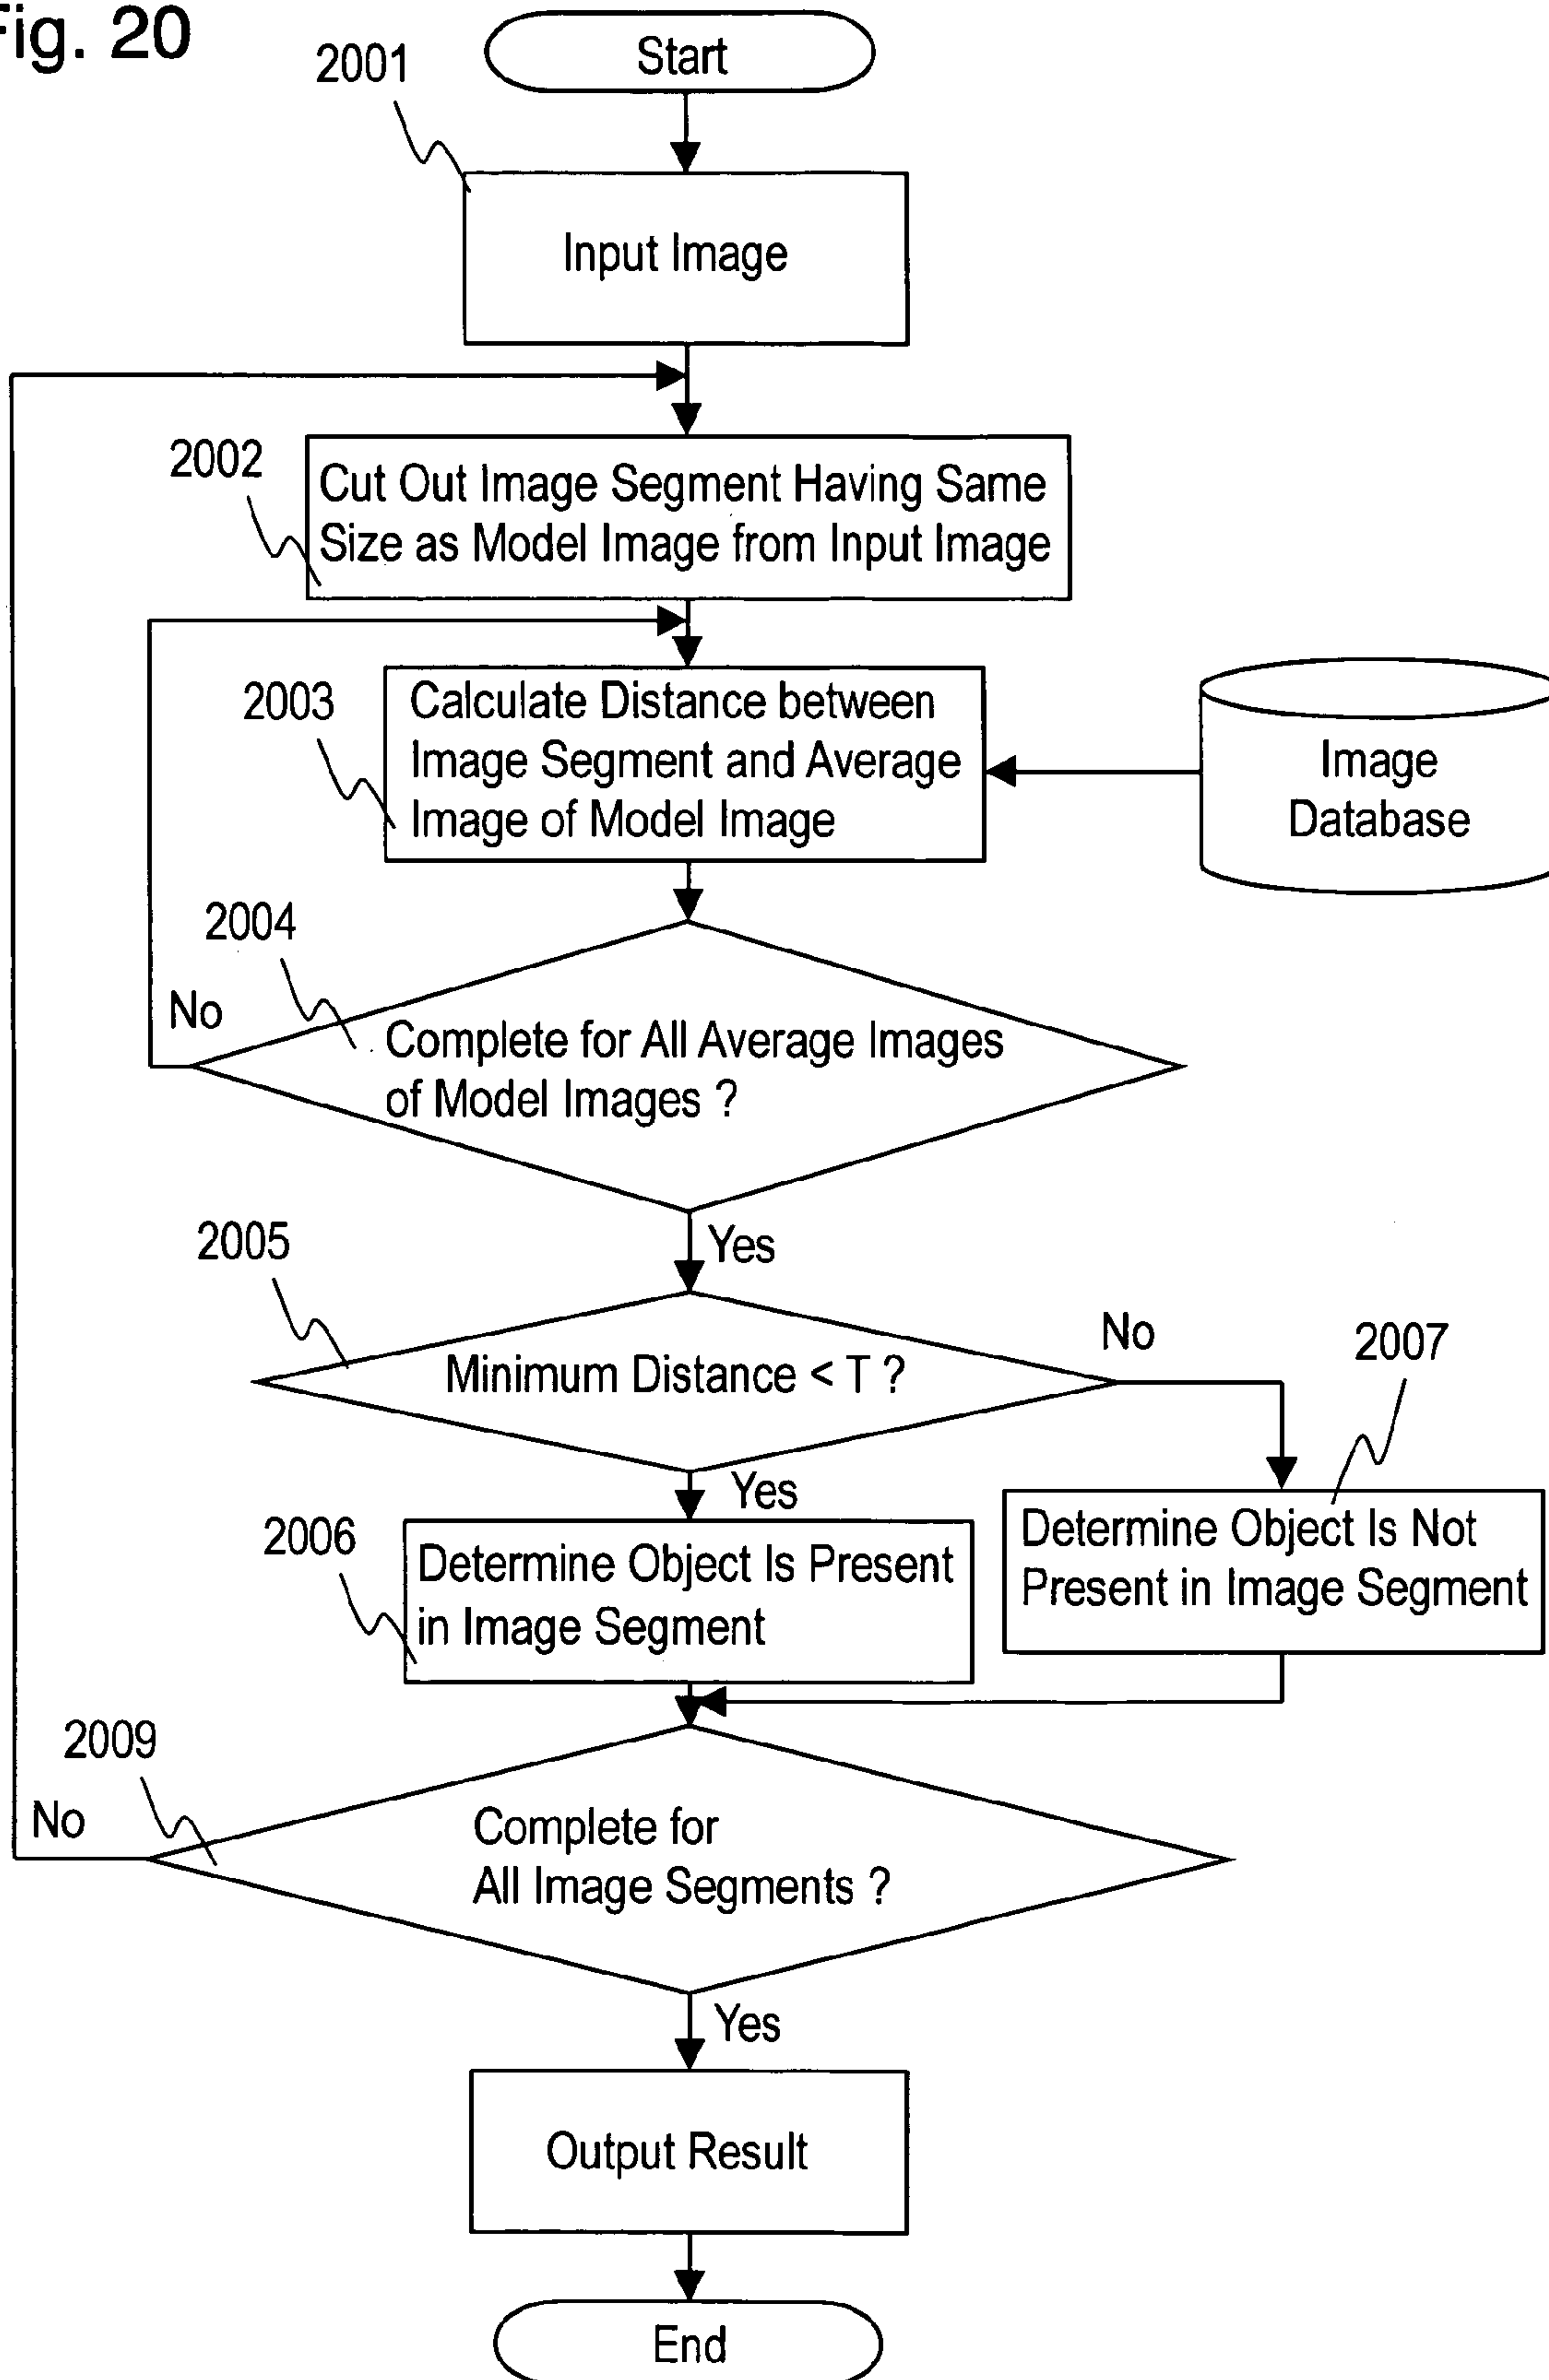 Fig. 20
Start
2001
Input Image
2002
Cut Out Image Segment Having Same
Size as Model Image from Input Image
2003
Calculate Distance between
Image Segment and Average
Image of Model Image
Image
Database
2004
No
Complete for All Average Images
of Model Images ?
Yes
2005
Minimum Distance < T ?
No
2007
Yes
2006
Determine Object Is Present
in Image Segment
Determine Object Is Not
Present in Image Segment
2009
No
Complete for
All Image Segments ?
Yes
Output Result
End